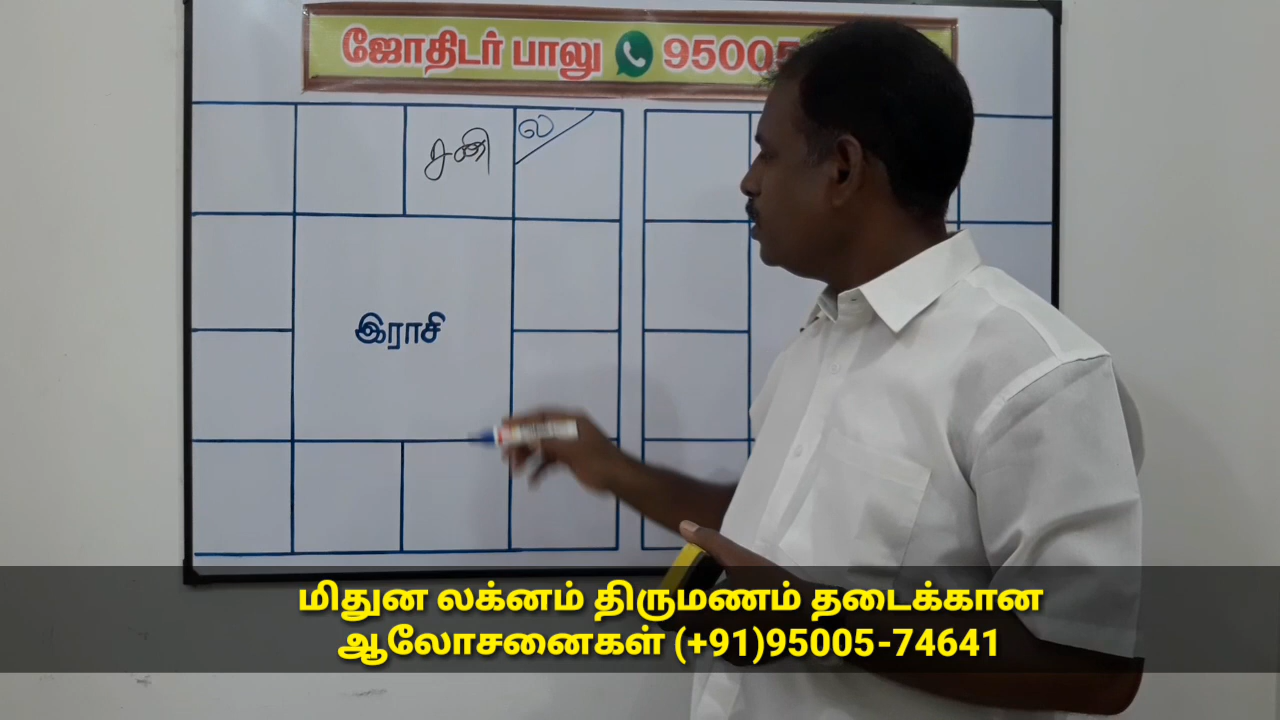 ஜோதிடர் பாலு 95005
ல
சனி
இராசி
மிதுன லக்னம் திருமணம் தடைக்கான
ஆலோசனைகள் (+91)95005-74641